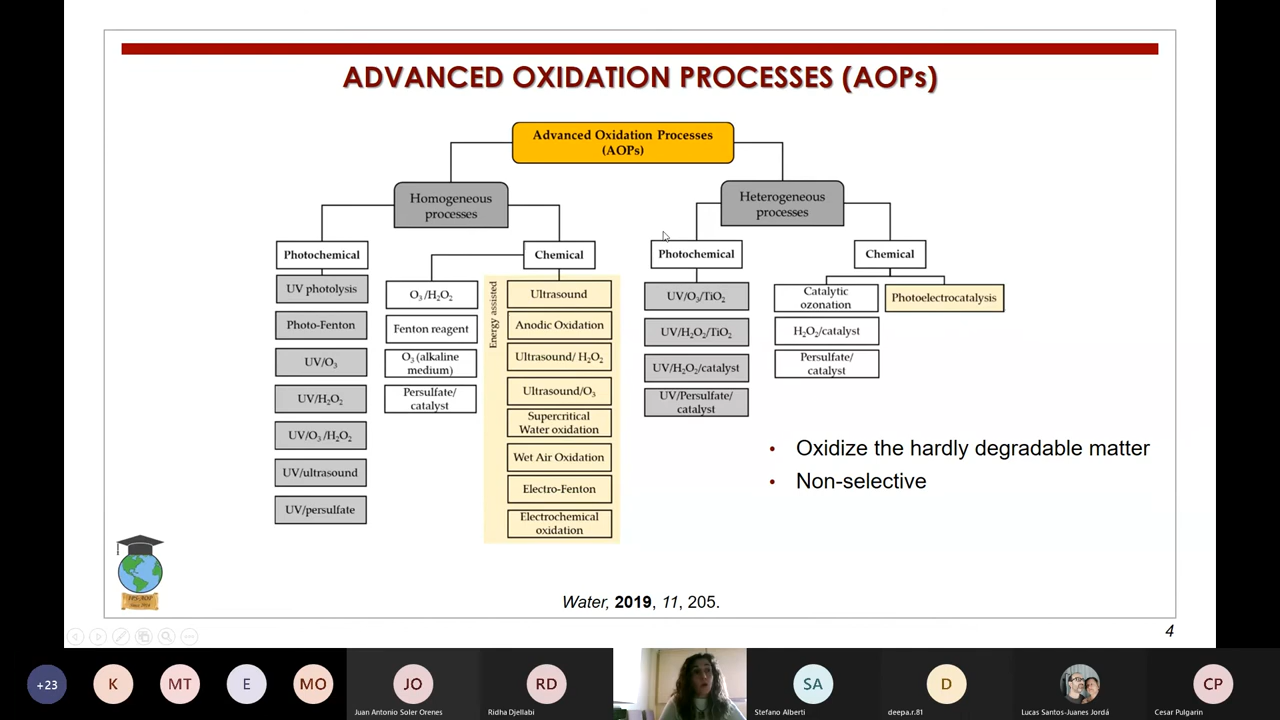 ADVANCED OXIDATION PROCESSES (AOPs)
Advanced Oxidation Processes
(AOPs)
Homogeneous
processes
Heterogeneous
processes
Photochemical
UV photolysis
Photo-Fenton
UV/O₃
UV/H₂O₂
UV/O₃/H₂O₂
UV/ultrasound
UV/persulfate
Chemical
O₃/H₂O₂
Fenton reagent
O₃ (alkaline
medium)
Persulfate/
catalyst
Energy assisted
Ultrasound
Anodic Oxidation
Ultrasound/ H₂O₂
Ultrasound/O₃
Supercritical
Water oxidation
Wet Air Oxidation
Electro-Fenton
Electrochemical
oxidation
Photochemical
UV/O₃/TiO₂
UV/H₂O₂/TiO₂
UV/H₂O₂/catalyst
UV/Persulfate/
catalyst
Chemical
Catalytic
ozonation
H₂O₂/catalyst
Persulfate/
catalyst
Photoelectrocatalysis
• Oxidize the hardly degradable matter
• Non-selective
Water, 2019, 11, 205.
4
+23
K
MT
E
MO
JO
Juan Antonio Soler Orenes
RD
Ridha Djellabi
SA
Stefano Alberti
D
deepa.r.81
Lucas Santos-Juanes Jordá
CP
Cesar Pulgarin